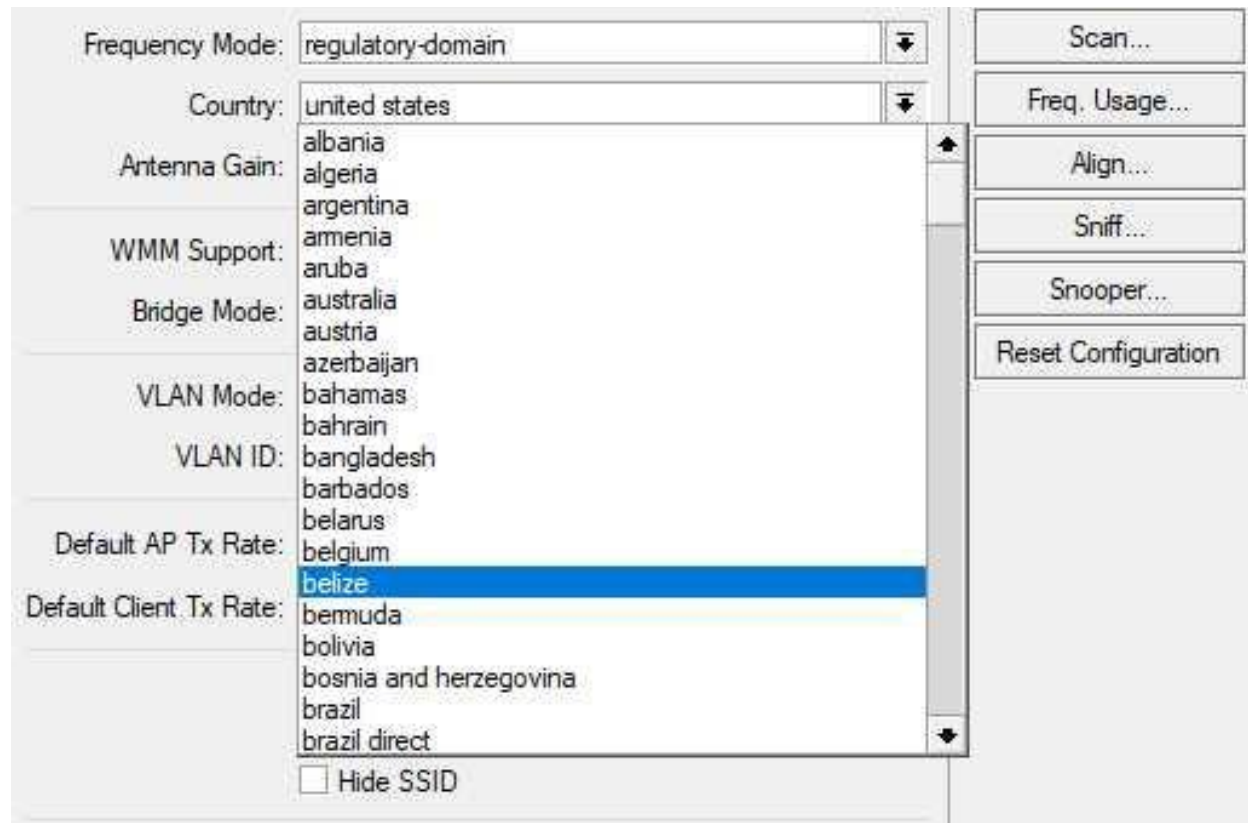 Frequency Mode: regulatory-domain
Country: united states
Antenna Gain:
WMM Support:
Bridge Mode:
VLAN Mode:
VLAN ID:
Default AP Tx Rate:
Default Client Tx Rate:
albania
algeria
argentina
armenia
aruba
australia
austria
azerbaijan
bahamas
bahrain
bangladesh
barbados
belarus
belgium
belize
bermuda
bolivia
bosnia and herzegovina
brazil
brazil direct
Hide SSID
Scan...
Freq. Usage...
Align...
Sniff...
Snooper...
Reset Configuration